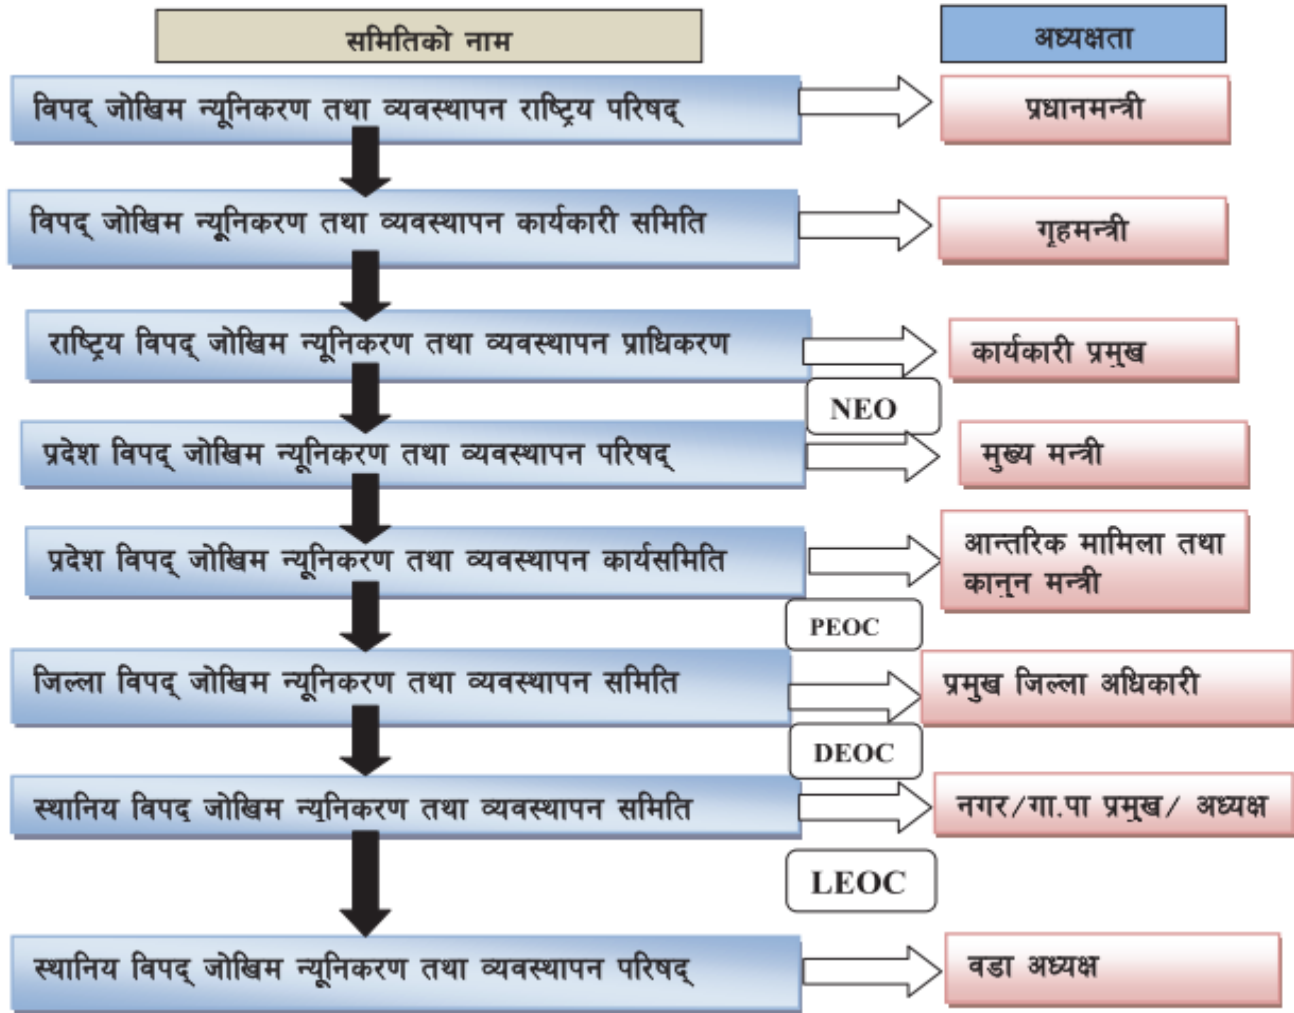 समितिको नाम
अध्यक्षता
विपद् जोखिम न्यूनिकरण तथा व्यवस्थापन राष्ट्रिय परिषद्
प्रधानमन्त्री
विपद् जोखिम न्यूनिकरण तथा व्यवस्थापन कार्यकारी समिति
गृहमन्त्री
राष्ट्रिय विपद् जोखिम न्यूनिकरण तथा व्यवस्थापन प्राधिकरण
कार्यकारी प्रमुख
NEO
प्रदेश विपद् जोखिम न्यूनिकरण तथा व्यवस्थापन परिषद्
मुख्य मन्त्री
प्रदेश विपद् जोखिम न्यूनिकरण तथा व्यवस्थापन कार्यसमिति
आन्तरिक मामिला तथा
कानुन मन्त्री
PEOC
जिल्ला विपद् जोखिम न्यूनिकरण तथा व्यवस्थापन समिति
प्रमुख जिल्ला अधिकारी
DEOC
स्थानिय विपद् जोखिम न्यूनिकरण तथा व्यवस्थापन समिति
नगर/गा.पा प्रमुख/ अध्यक्ष
LEOC
स्थानिय विपद् जोखिम न्यूनिकरण तथा व्यवस्थापन परिषद्
वडा अध्यक्ष